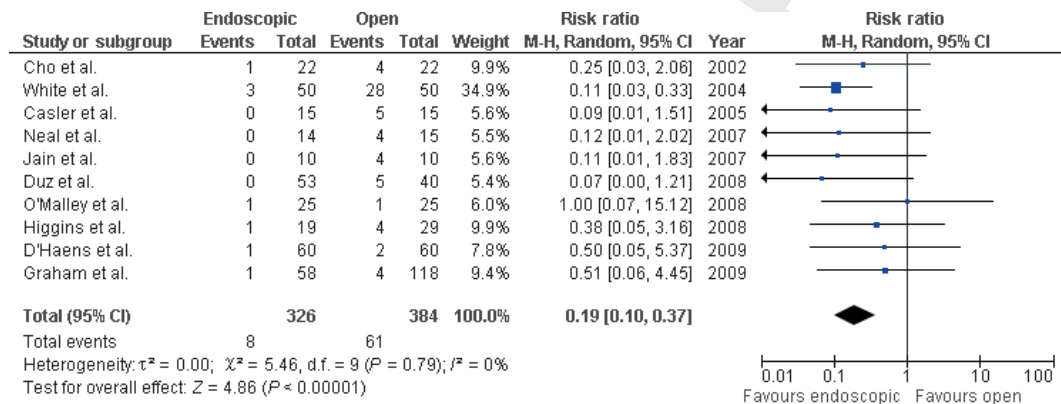 Endoscopic Open Risk ratio Risk ratio
Study or subgroup Events Total Events Total Weight M-H, Random, 95% CI Year M-H, Random, 95% CI
Cho et al. 1 22 4 22 9.9% 0.25 [0.03, 2.06] 2002
White et al. 3 50 28 50 34.9% 0.11 [0.03, 0.33] 2004
Casler et al. 0 15 5 15 5.6% 0.09 [0.01, 1.51] 2005
Neal et al. 0 14 4 15 5.6% 0.12 [0.01, 2.02] 2007
Jain et al. 0 10 4 10 5.6% 0.11 [0.01, 1.83] 2007
Duz et al. 0 53 5 40 5.4% 0.07 [0.00, 1.21] 2008
O'Malley et al. 1 25 1 25 6.0% 1.00 [0.07, 15.12] 2008
Higgins et al. 1 19 4 29 9.9% 0.38 [0.05, 3.16] 2008
D'Haens et al. 1 60 2 60 7.8% 0.50 [0.05, 5.37] 2009
Graham et al. 1 58 4 118 9.4% 0.51 [0.06, 4.45] 2009
Total (95% CI) 326 384 100.0% 0.19 [0.10, 0.37]
Total events 8 61
Heterogeneity: τ² = 0.00; χ² = 5.46, d.f. = 9 (P = 0.79); I² = 0%
Test for overall effect: Z = 4.86 (P < 0.00001)
0.01 0.1 1 10 100
Favours endoscopic Favours open